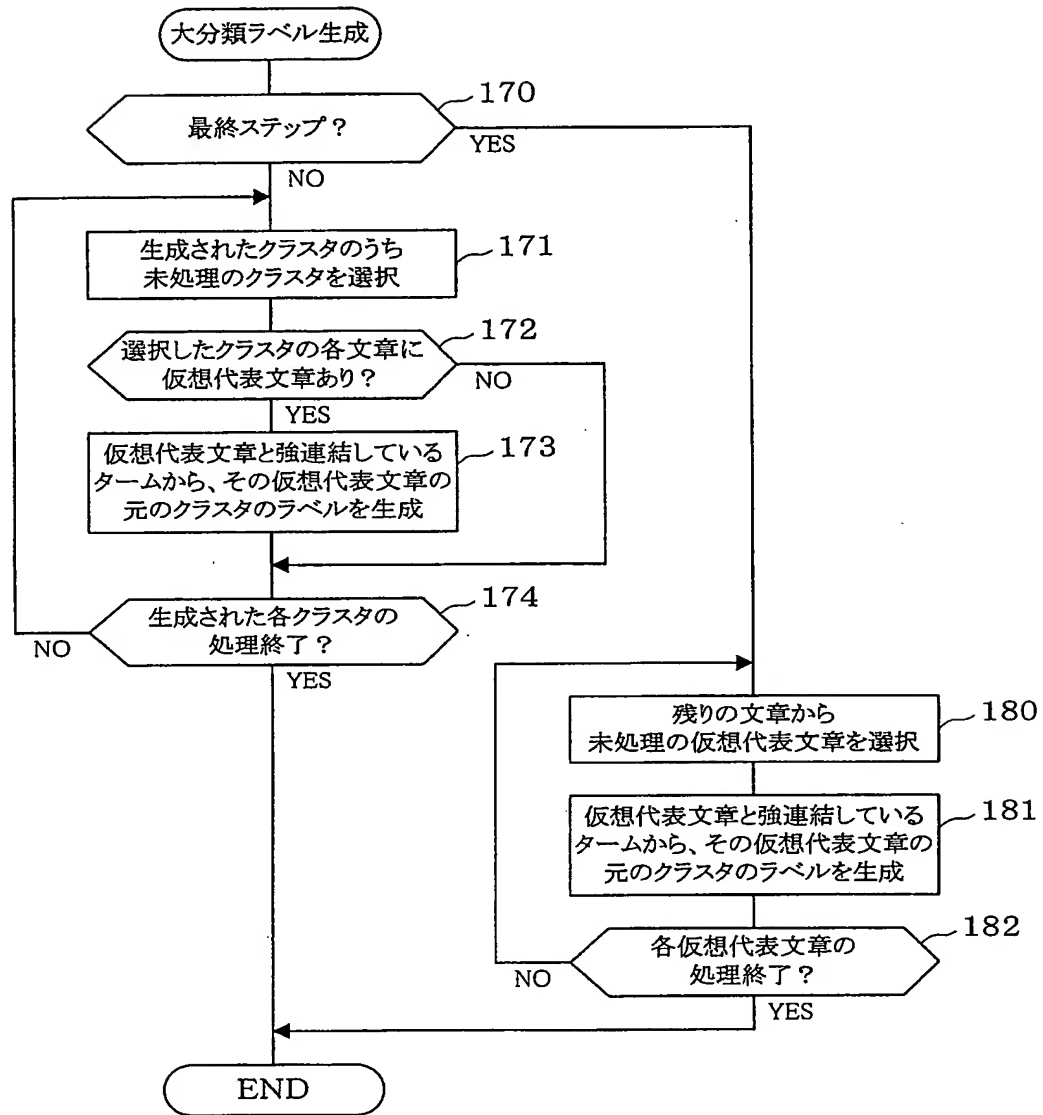 大分類ラベル生成
170
最終ステップ?
YES
NO
生成されたクラスタのうち
未処理のクラスタを選択
171
172
選択したクラスタの各文章に
仮想代表文章あり?
NO
YES
仮想代表文章と強連結している
タームから、その仮想代表文章の
元のクラスタのラベルを生成
173
174
生成された各クラスタの
処理終了?
NO
YES
残りの文章から
未処理の仮想代表文章を選択
180
仮想代表文章と強連結している
タームから、その仮想代表文章の
元のクラスタのラベルを生成
181
182
各仮想代表文章の
処理終了?
NO
YES
END